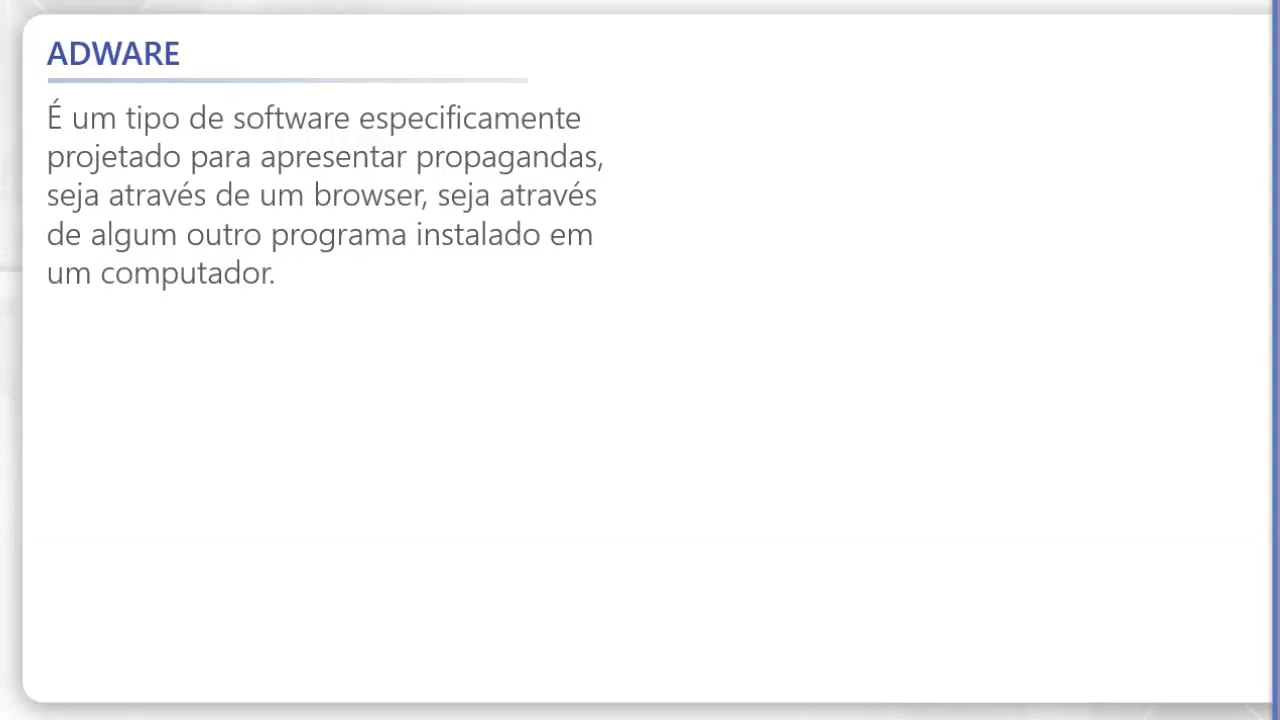 ADWARE
É um tipo de software especificamente
projetado para apresentar propagandas,
seja através de um browser, seja através
de algum outro programa instalado em
um computador.